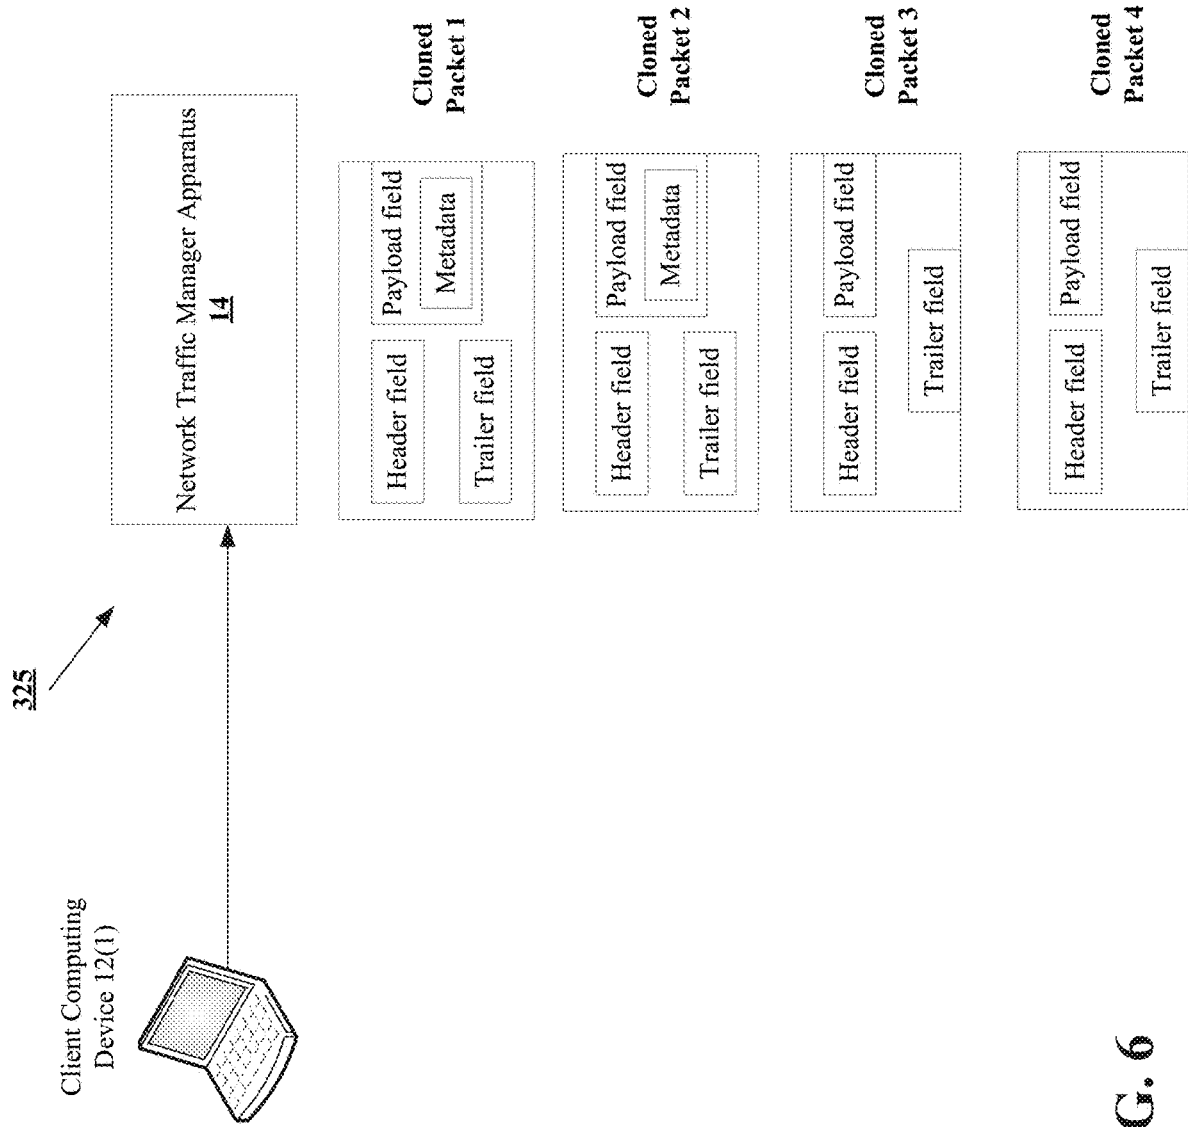 325
Client Computing
Device 12(1)
Network Traffic Manager Apparatus
14
Header field
Payload field
Metadata
Trailer field
Cloned
Packet 1
Header field
Payload field
Metadata
Trailer field
Cloned
Packet 2
Header field
Payload field
Trailer field
Cloned
Packet 3
Header field
Payload field
Trailer field
Cloned
Packet 4
G. 6